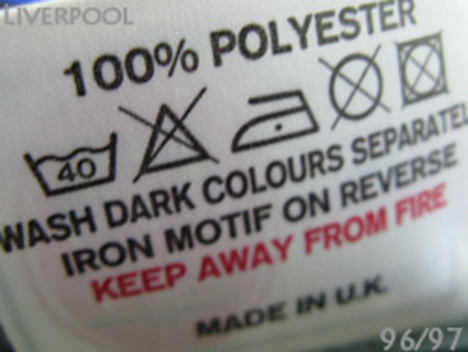 LIVERPOOL
100% POLYESTER
40
WASH DARK COLOURS SEPARATEL
IRON MOTIF ON REVERSE
KEEP AWAY FROM FIRE
MADE IN U.K.
96/97